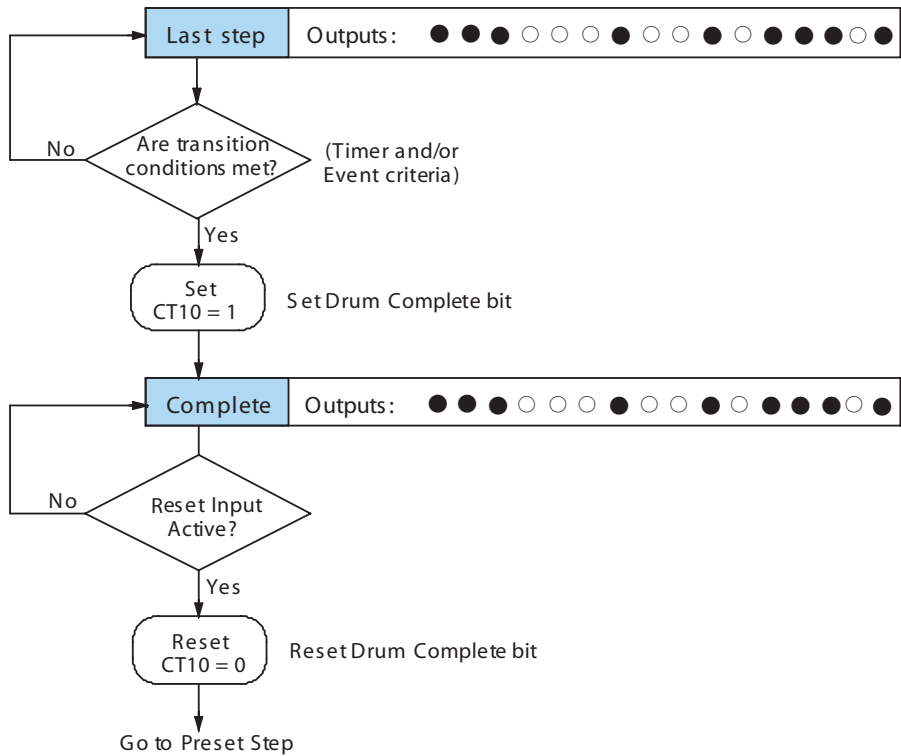 Last step
Outputs:
Are transition
conditions met?
(Timer and/or
Event criteria)
No
Yes
Set
CT10 = 1
Set Drum Complete bit
Complete
Outputs:
Reset Input
Active?
No
Yes
Reset
CT10 = 0
Reset Drum Complete bit
Go to Preset Step